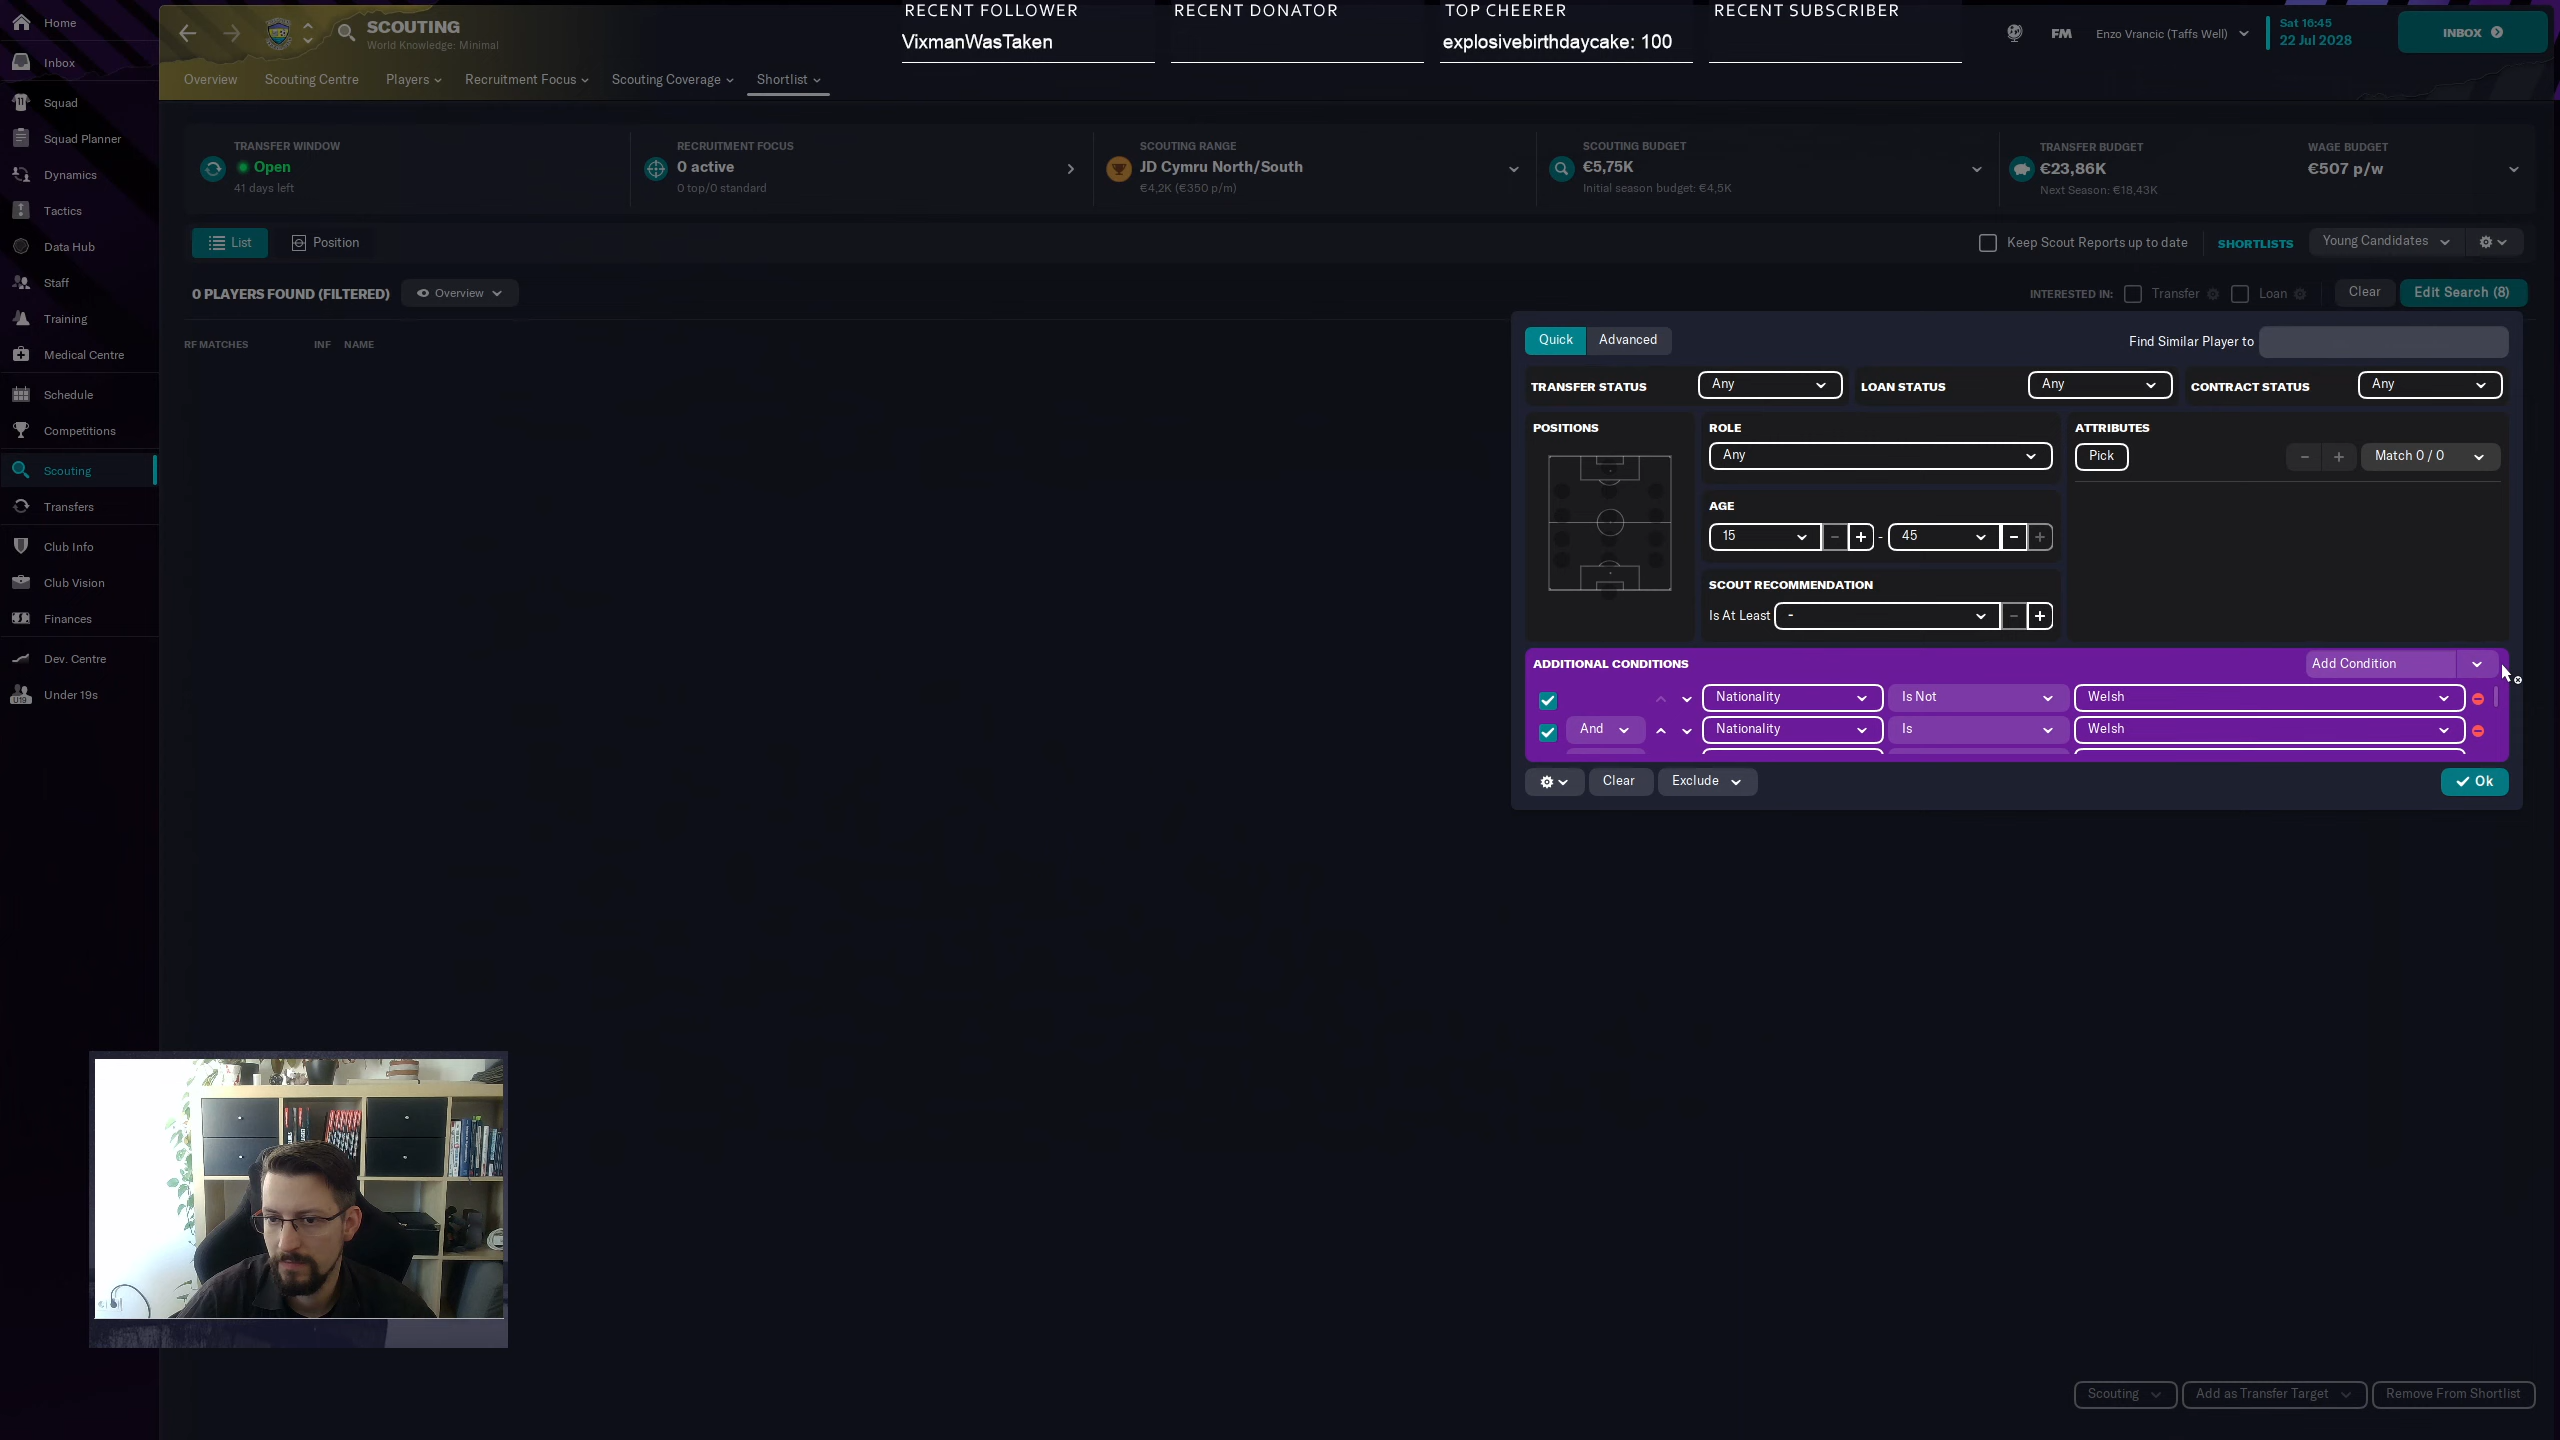 RECENT FOLLOWER
RECENT DONATOR
TOP CHEERER
RECENT SUBSCRIBER
VixmanWasTaken
explosivebirthdaycake: 100
Home
Inbox
Squad
Squad Planner
Dynamics
Tactics
Data Hub
Staff
Training
Medical Centre
Schedule
Competitions
Scouting
Transfers
Club Info
Club Vision
Finances
Dev. Centre
Under 19s
SCOUTING
World Knowledge: Minimal
FM
Enzo Vrancic (Taffs Well)
Sat 16:45
22 Jul 2028
INBOX
Overview
Scouting Centre
Players
Recruitment Focus
Scouting Coverage
Shortlist
TRANSFER WINDOW
Open
41 days left
RECRUITMENT FOCUS
0 active
0 top/0 standard
SCOUTING RANGE
JD Cymru North/South
€4,2K (€350 p/m)
SCOUTING BUDGET
€5,75K
Initial season budget: €4,5K
TRANSFER BUDGET
€23,86K
Next Season: €18,43K
WAGE BUDGET
€507 p/w
List
Position
Keep Scout Reports up to date
SHORTLISTS
Young Candidates
0 PLAYERS FOUND (FILTERED)
Overview
INTERESTED IN:
Transfer
Loan
Clear
Edit Search (8)
RF MATCHES
INF
NAME
Quick
Advanced
Find Similar Player to
TRANSFER STATUS
Any
LOAN STATUS
Any
CONTRACT STATUS
Any
POSITIONS
ROLE
Any
ATTRIBUTES
Pick
Match 0 / 0
AGE
15
-
45
SCOUT RECOMMENDATION
Is At Least
-
ADDITIONAL CONDITIONS
Add Condition
Nationality
Is Not
Welsh
And
Nationality
Is
Welsh
Clear
Exclude
Ok
Scouting
Add as Transfer Target
Remove From Shortlist